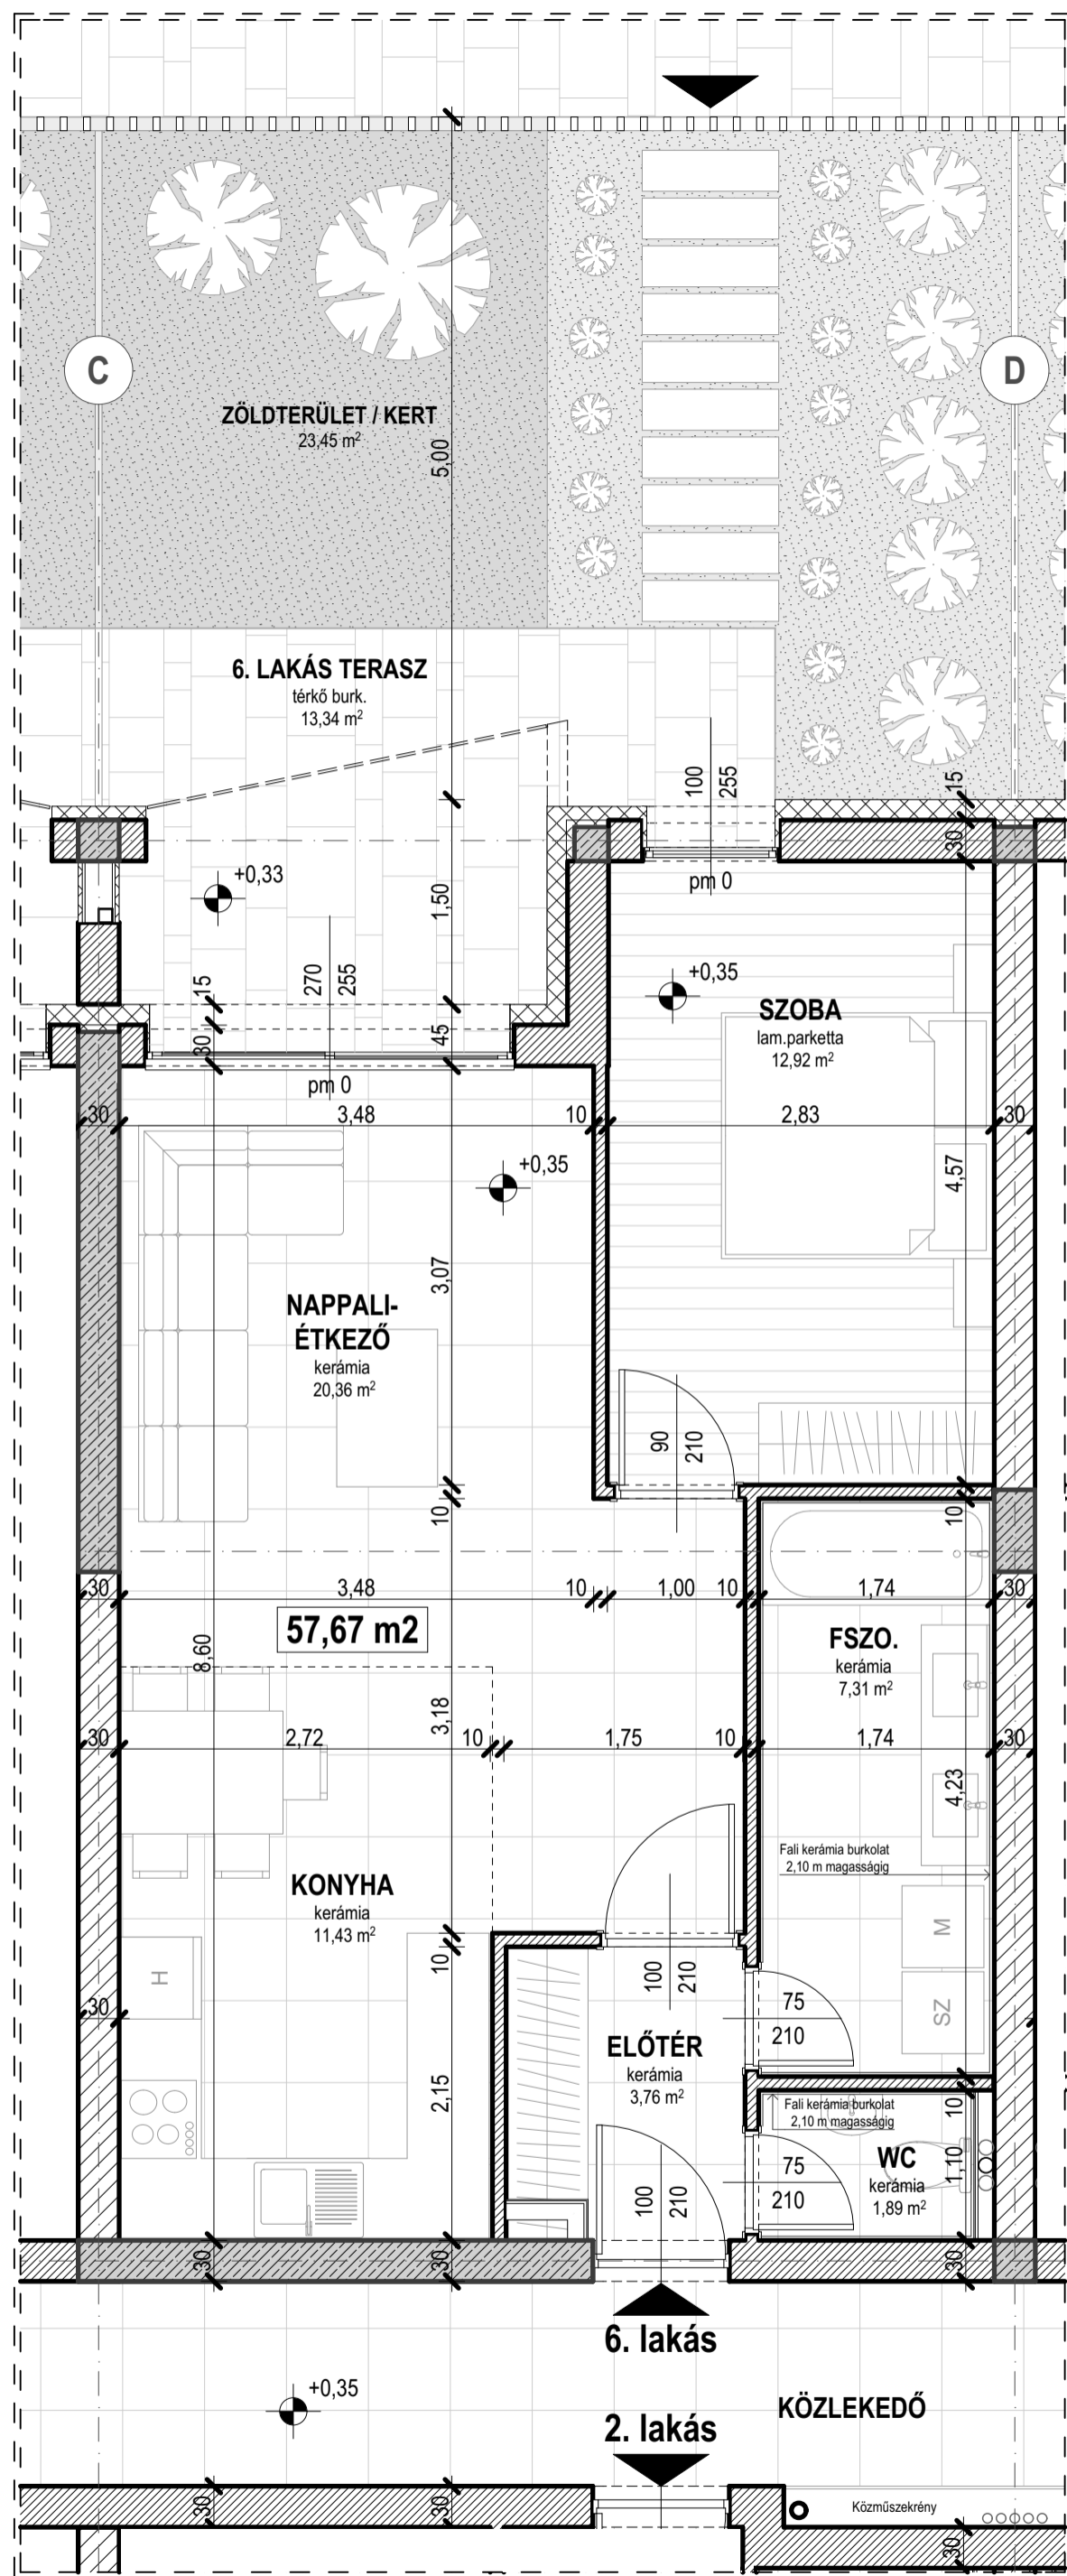 C
D
ZÖLDTERÜLET / KERT
23,45 m²
5,00
6. LAKÁS TERASZ
térkő burk.
13,34 m²
100
255
15
30
pm 0
+0,33
1,50
15
30
270
255
45
pm 0
+0,35
SZOBA
lam.parketta
12,92 m²
30
3,48
10
2,83
30
4,57
+0,35
3,07
NAPPALI-
ÉTKEZŐ
kerámia
20,36 m²
90
210
10
10
30
3,48
10
1,00
10
1,74
30
57,67 m2
8,60
FSZO.
kerámia
7,31 m²
3,18
30
2,72
10
1,75
10
1,74
30
4,23
Fali kerámia burkolat
2,10 m magasságig
KONYHA
kerámia
11,43 m²
M
H
10
100
210
30
75
210
SZ
ELŐTÉR
kerámia
3,76 m²
2,15
Fali kerámia burkolat
2,10 m magasságig
10
WC
kerámia
1,89 m²
1,10
75
210
100
210
30
30
30
6. lakás
+0,35
KÖZLEKEDŐ
2. lakás
30
30
Közműszekrény
30